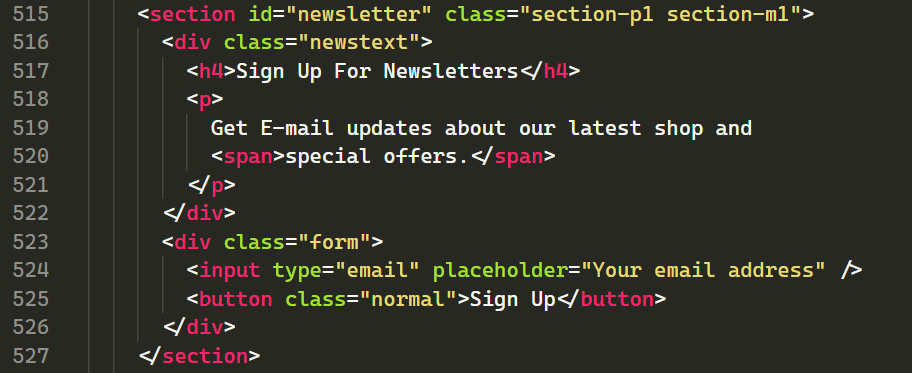 515 <section id="newsletter" class="section-p1 section-m1">
516 <div class="newstext">
517 <h4>Sign Up For Newsletters</h4>
518 <p>
519 Get E-mail updates about our latest shop and
520 <span>special offers.</span>
521 </p>
522 </div>
523 <div class="form">
524 <input type="email" placeholder="Your email address" />
525 <button class="normal">Sign Up</button>
526 </div>
527 </section>